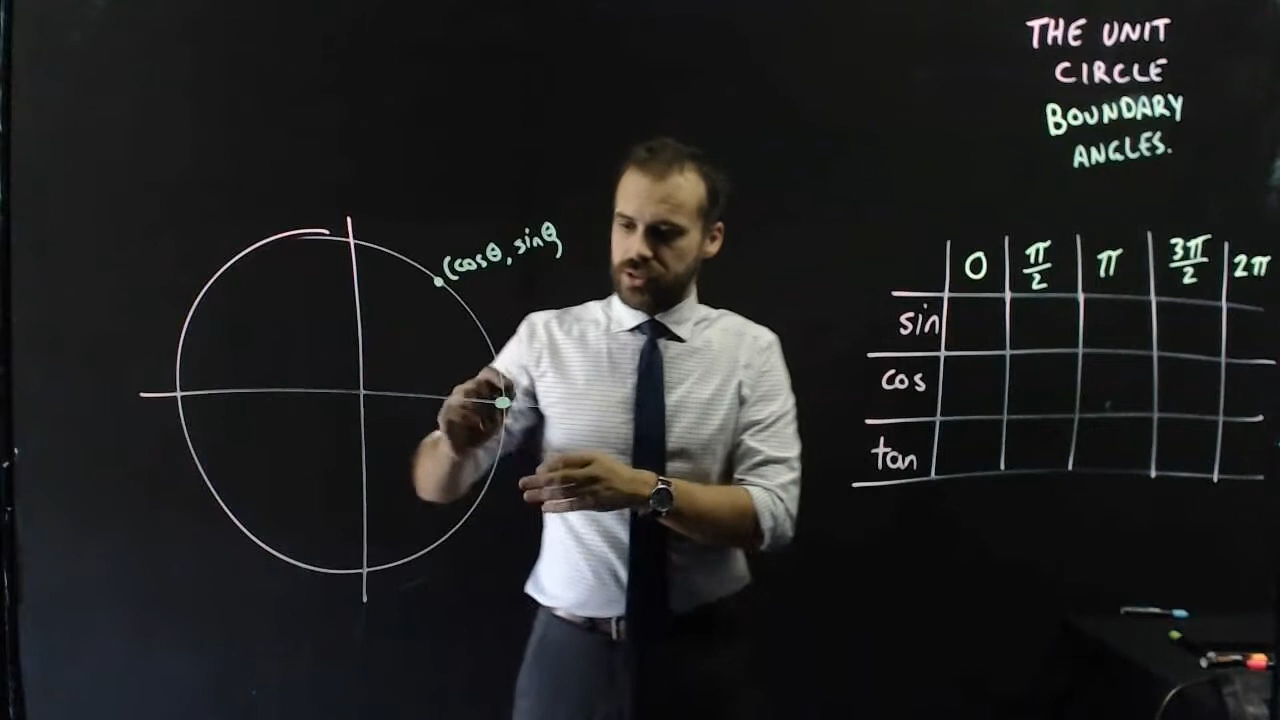 THE UNIT
CIRCLE
BOUNDARY
ANGLES.
(cosθ, sinθ)
0 π/2 π 3π/2 2π
sin
cos
tan